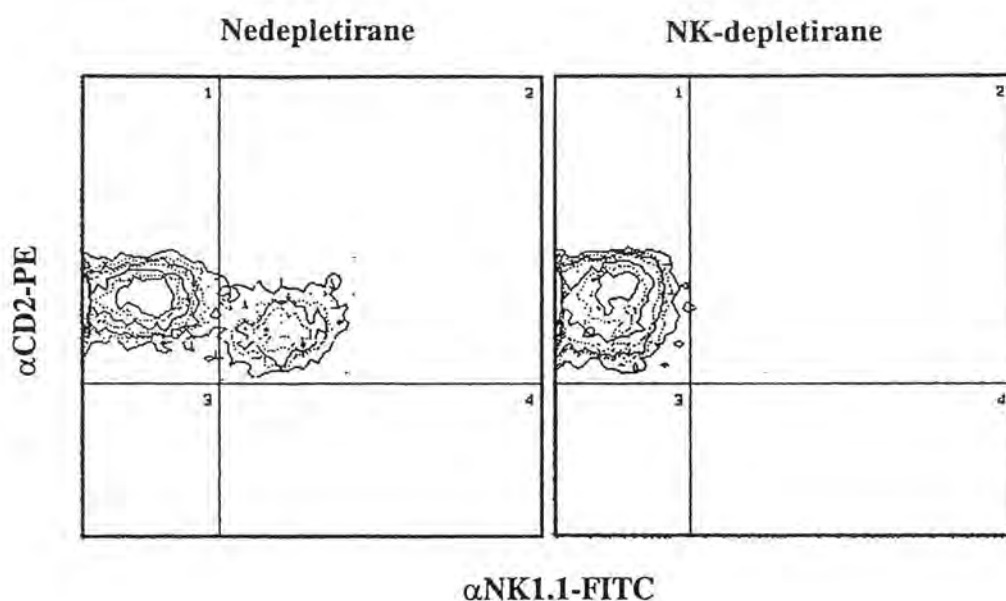 Nedepletirane NK-depletirane
1 2 1 2
αCD2-PE
3 4 3 4
αNK1.1-FITC